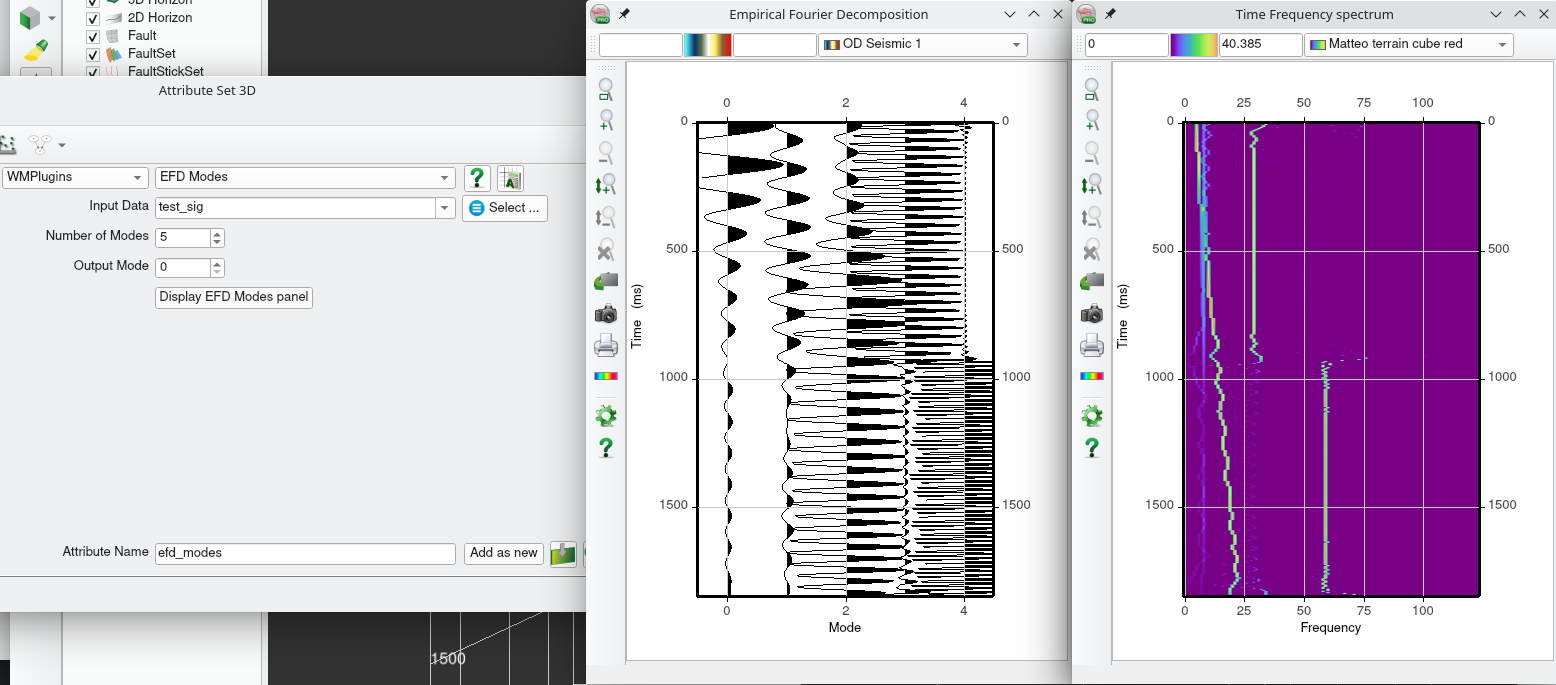 3D Horizon
2D Horizon
Fault
FaultSet
FaultStickSet
Attribute Set 3D
WMPlugins
EFD Modes
Input Data
test_sig
Select ...
Number of Modes
5
Output Mode
0
Display EFD Modes panel
Attribute Name
efd_modes
Add as new
1500
PRO
Empirical Fourier Decomposition
OD Seismic 1
0 2 4
0 0
500 500
1000 1000
1500 1500
Time (ms)
0 2 4
Mode
PRO
Time Frequency spectrum
0
40.385
Matteo terrain cube red
0 25 50 75 100
0 0
500 500
1000 1000
1500 1500
Time (ms)
0 25 50 75 100
Frequency